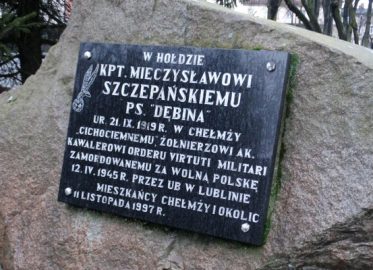 W HOŁDZIE
KPT. MIECZYSŁAWOWI
SZCZEPAŃSKIEMU
PS. "DĘBINA"
UR. 21. IX. 1919 R. W CHEŁMŻY
„CICHOCIEMNEMU", ŻOŁNIERZOWI AK,
KAWALEROWI ORDERU VIRTUTI MILITARI
ZAMORDOWANEMU ZA WOLNĄ POLSKĘ
12. IV. 1945 R. PRZEZ UB W LUBLINIE
MIESZKAŃCY CHEŁMŻY I OKOLIC
11 LISTOPADA 1997 R.